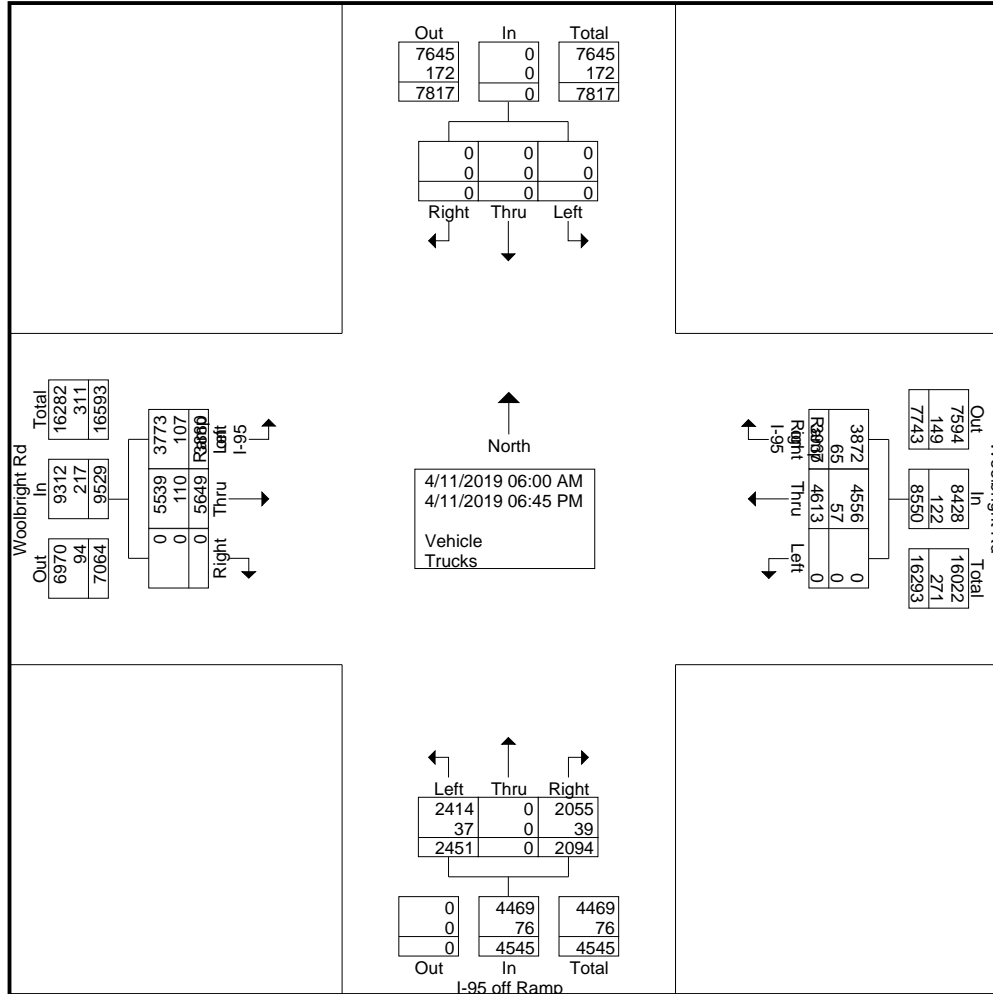 Out In Total
7645 0 7645
172 0 172
7817 0 7817
0 0 0
0 0 0
0 0 0
Right Thru Left
Woolbright Rd
Total In Out
16282 9312 6970
311 217 94
16593 9529 7064
I-95
Left Thru Right
3773 5539 0
107 110 0
5649 0
North
4/11/2019 06:00 AM
4/11/2019 06:45 PM
Vehicle
Trucks
I-95
Right Thru Left
3872 4556 0
65 57 0
4613 0
Out In Total
7594 8428 16022
149 122 271
7743 8550 16293
Left Thru Right
2414 0 2055
37 0 39
2451 0 2094
0 4469 4469
0 76 76
0 4545 4545
Out In Total
I-95 off Ramp